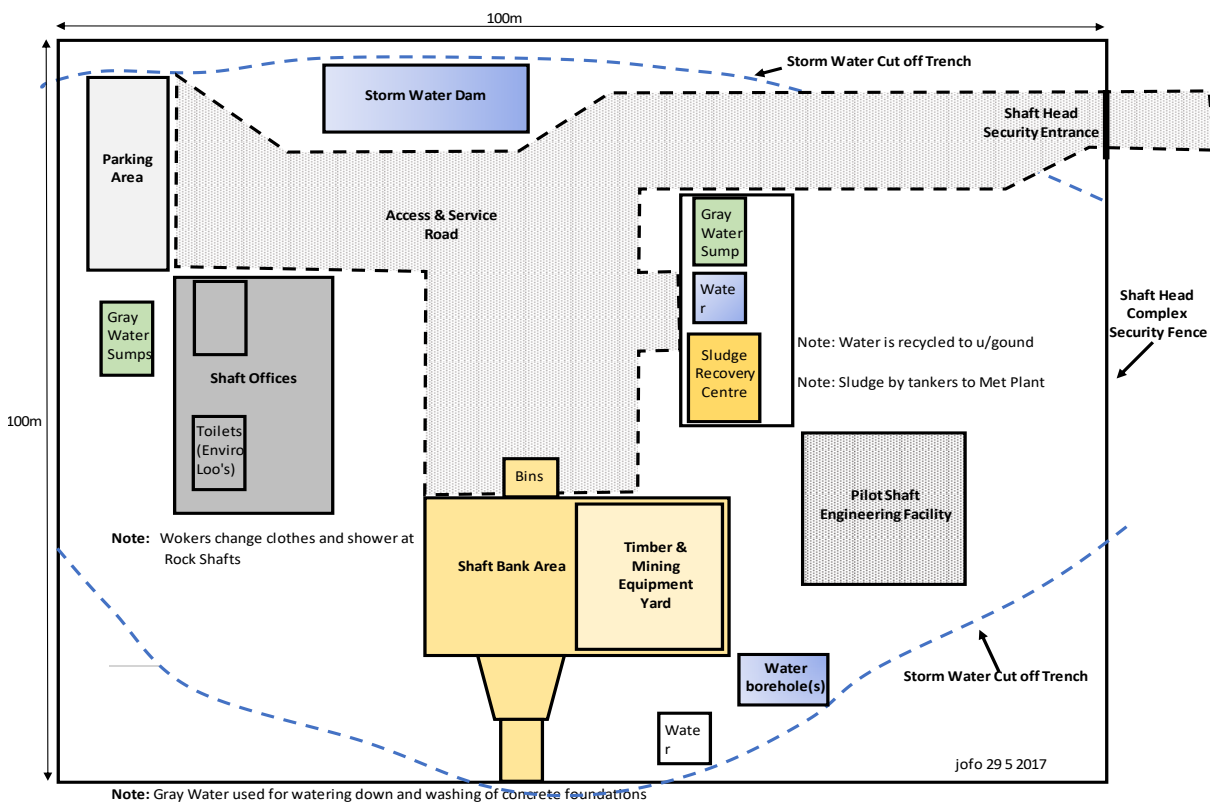 100m
Storm Water Cut off Trench
Storm Water Dam
Shaft Head
Security Entrance
Parking
Area
Access & Service
Road
Gray
Water
Sump
Wate
r
Shaft Head
Complex
Security Fence
Gray
Water
Sumps
Shaft Offices
Note: Water is recycled to u/gound
Sludge
Recovery
Centre
Note: Sludge by tankers to Met Plant
100m
Toilets
(Enviro
Loo's)
Bins
Pilot Shaft
Engineering Facility
Note: Wokers change clothes and shower at
Rock Shafts
Shaft Bank Area
Timber &
Mining
Equipment
Yard
Water
borehole(s)
Storm Water Cut off Trench
Wate
r
jofo 29 5 2017
Note: Gray Water used for watering down and washing of concrete foundations